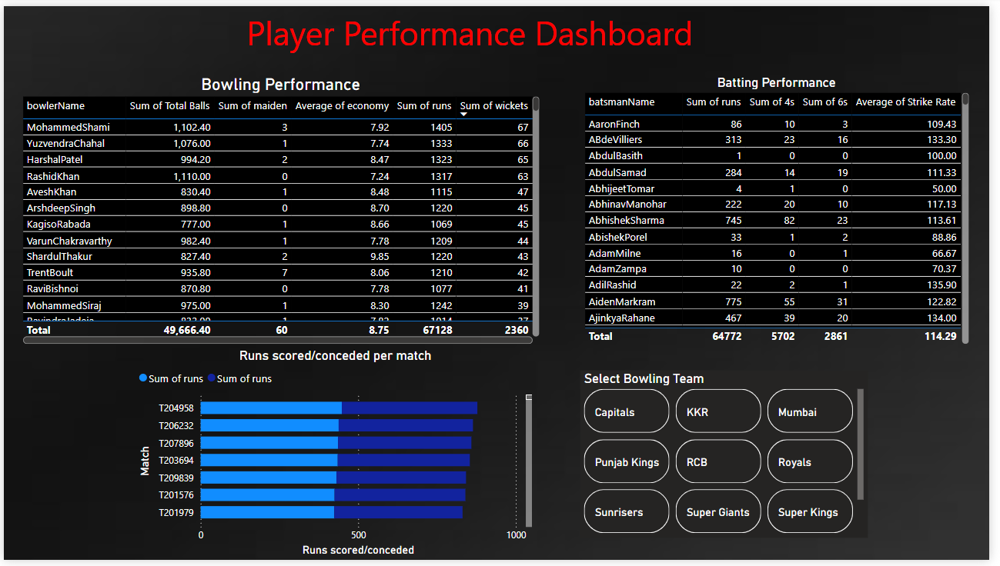 Player Performance Dashboard
Bowling Performance
bowlerName Sum of Total Balls Sum of maiden Average of economy Sum of runs Sum of wickets
MohammedShami 1,102.40 3 7.92 1405 67
YuzvendraChahal 1,076.00 1 7.74 1333 66
HarshalPatel 994.20 2 8.47 1323 65
RashidKhan 1,110.00 0 7.24 1317 63
AveshKhan 830.40 1 8.48 1115 47
ArshdeepSingh 898.80 0 8.70 1220 45
KagisoRabada 777.00 1 8.66 1069 45
VarunChakravarthy 982.40 1 7.78 1209 44
ShardulThakur 827.40 2 9.85 1220 43
TrentBoult 935.80 7 8.06 1210 42
RaviBishnoi 870.80 0 7.78 1077 41
MohammedSiraj 975.00 1 8.30 1242 39
Total 49,666.40 60 8.75 67128 2360
Batting Performance
batsmanName Sum of runs Sum of 4s Sum of 6s Average of Strike Rate
AaronFinch 86 10 3 109.43
ABdeVilliers 313 23 16 133.30
AbdulBasith 1 0 0 100.00
AbdulSamad 284 14 19 111.33
AbhijeetTomar 4 1 0 50.00
AbhinavManohar 222 20 10 117.13
AbhishekSharma 745 82 23 113.61
AbishekPorel 33 1 2 88.86
AdamMilne 16 0 1 66.67
AdamZampa 10 0 0 70.37
AdilRashid 22 2 1 135.90
AidenMarkram 775 55 31 122.82
AjinkyaRahane 467 39 20 134.00
Total 64772 5702 2861 114.29
Runs scored/conceded per match
Sum of runs Sum of runs
Match
T204958
T206232
T207896
T203694
T209839
T201576
T201979
0 500 1000
Runs scored/conceded
Select Bowling Team
Capitals KKR Mumbai
Punjab Kings RCB Royals
Sunrisers Super Giants Super Kings